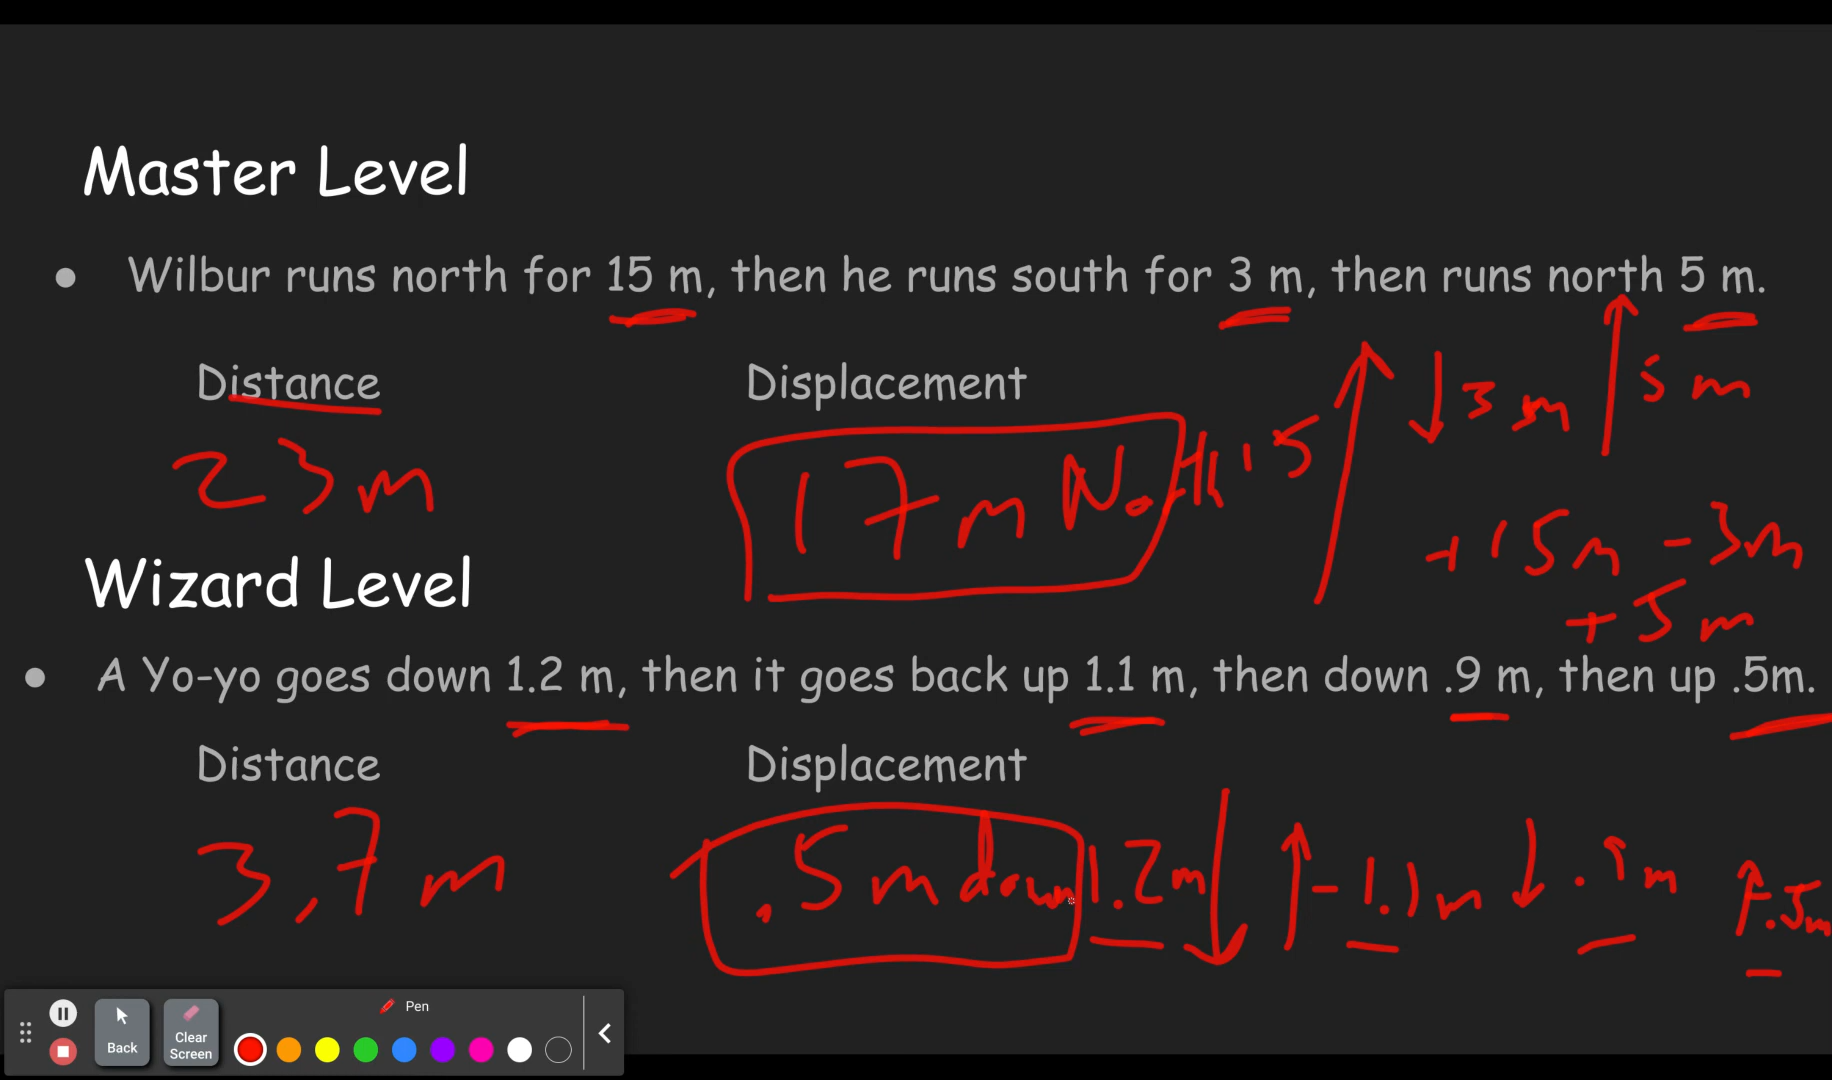 Master Level
• Wilbur runs north for 15 m, then he runs south for 3 m, then runs north 5 m.
Distance Displacement
23m 17m North 15 3m 5m
+15m -3m
+5m
Wizard Level
• A Yo-yo goes down 1.2 m, then it goes back up 1.1 m, then down .9 m, then up .5m.
Distance Displacement
3,7m .5m down 1.2m -1.1m .9m -.5m
Pen
Back
Clear
Screen